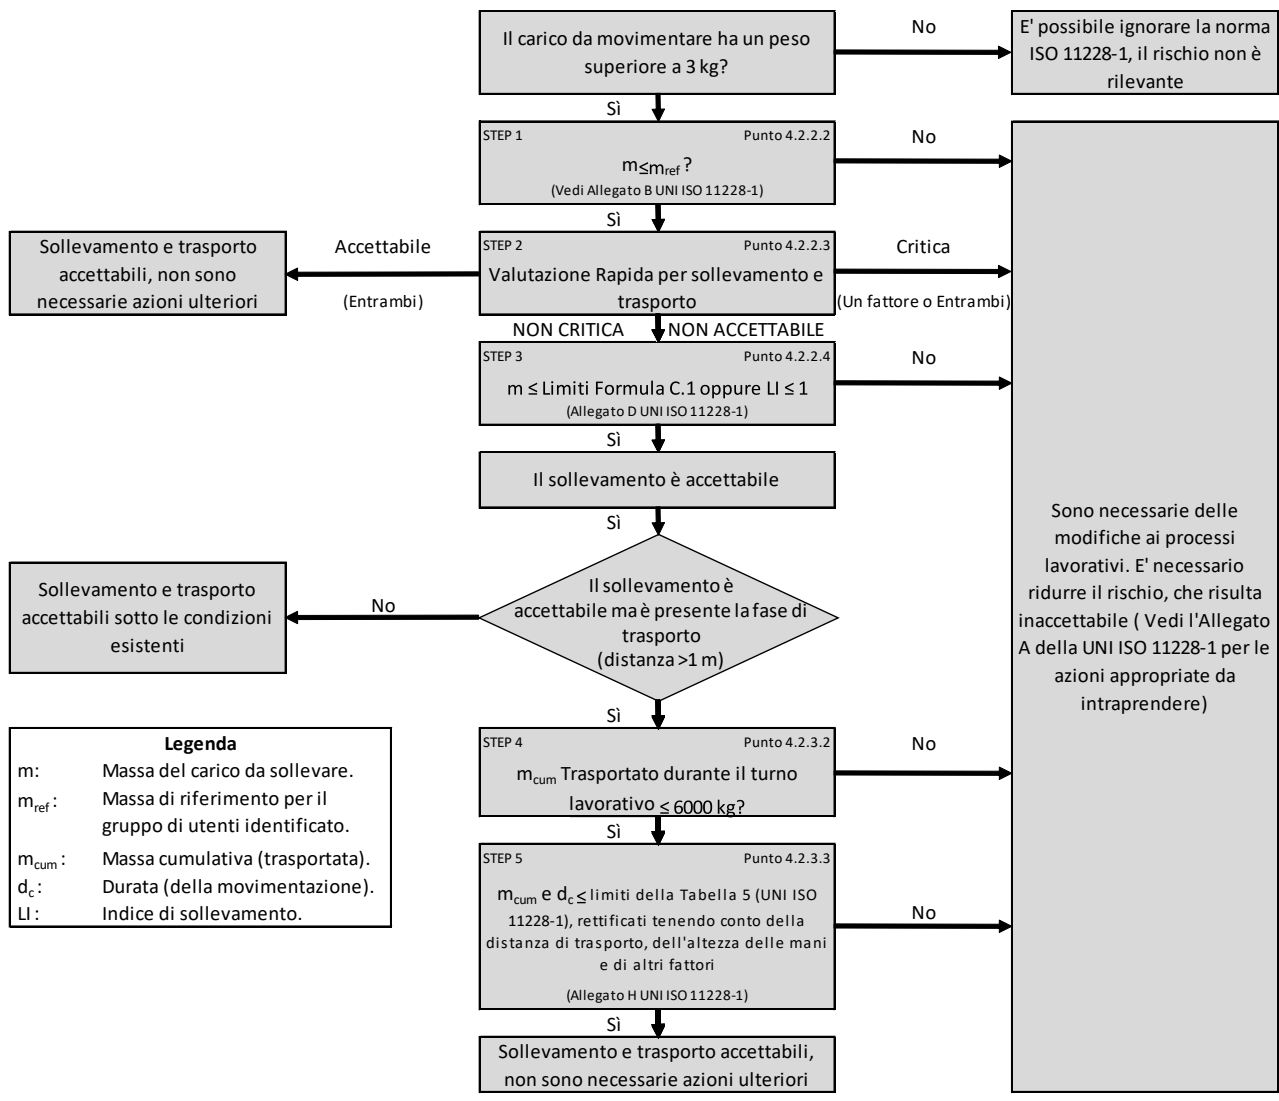 Il carico da movimentare ha un peso
superiore a 3 kg?
No
E' possibile ignorare la norma
ISO 11228-1, il rischio non è
rilevante
Sì
STEP 1 Punto 4.2.2.2
m≤mref ?
(Vedi Allegato B UNI ISO 11228-1)
No
Sì
STEP 2 Punto 4.2.2.3
Valutazione Rapida per sollevamento e
trasporto
Accettabile
(Entrambi)
Sollevamento e trasporto
accettabili, non sono
necessarie azioni ulteriori
Critica
(Un fattore o Entrambi)
NON CRITICA NON ACCETTABILE
STEP 3 Punto 4.2.2.4
m ≤ Limiti Formula C.1 oppure LI ≤ 1
(Allegato D UNI ISO 11228-1)
No
Sì
Il sollevamento è accettabile
Sì
Il sollevamento è
accettabile ma è presente la fase di
trasporto
(distanza >1 m)
No
Sollevamento e trasporto
accettabili sotto le condizioni
esistenti
Sono necessarie delle
modifiche ai processi
lavorativi. E' necessario
ridurre il rischio, che risulta
inaccettabile ( Vedi l'Allegato
A della UNI ISO 11228-1 per le
azioni appropriate da
intraprendere)
Sì
STEP 4 Punto 4.2.3.2
mcum Trasportato durante il turno
lavorativo ≤ 6000 kg?
No
Sì
STEP 5 Punto 4.2.3.3
mcum e dc ≤ limiti della Tabella 5 (UNI ISO
11228-1), rettificati tenendo conto della
distanza di trasporto, dell'altezza delle mani
e di altri fattori
(Allegato H UNI ISO 11228-1)
No
Sì
Sollevamento e trasporto accettabili,
non sono necessarie azioni ulteriori
Legenda
m: Massa del carico da sollevare.
mref : Massa di riferimento per il
gruppo di utenti identificato.
mcum : Massa cumulativa (trasportata).
dc : Durata (della movimentazione).
LI : Indice di sollevamento.